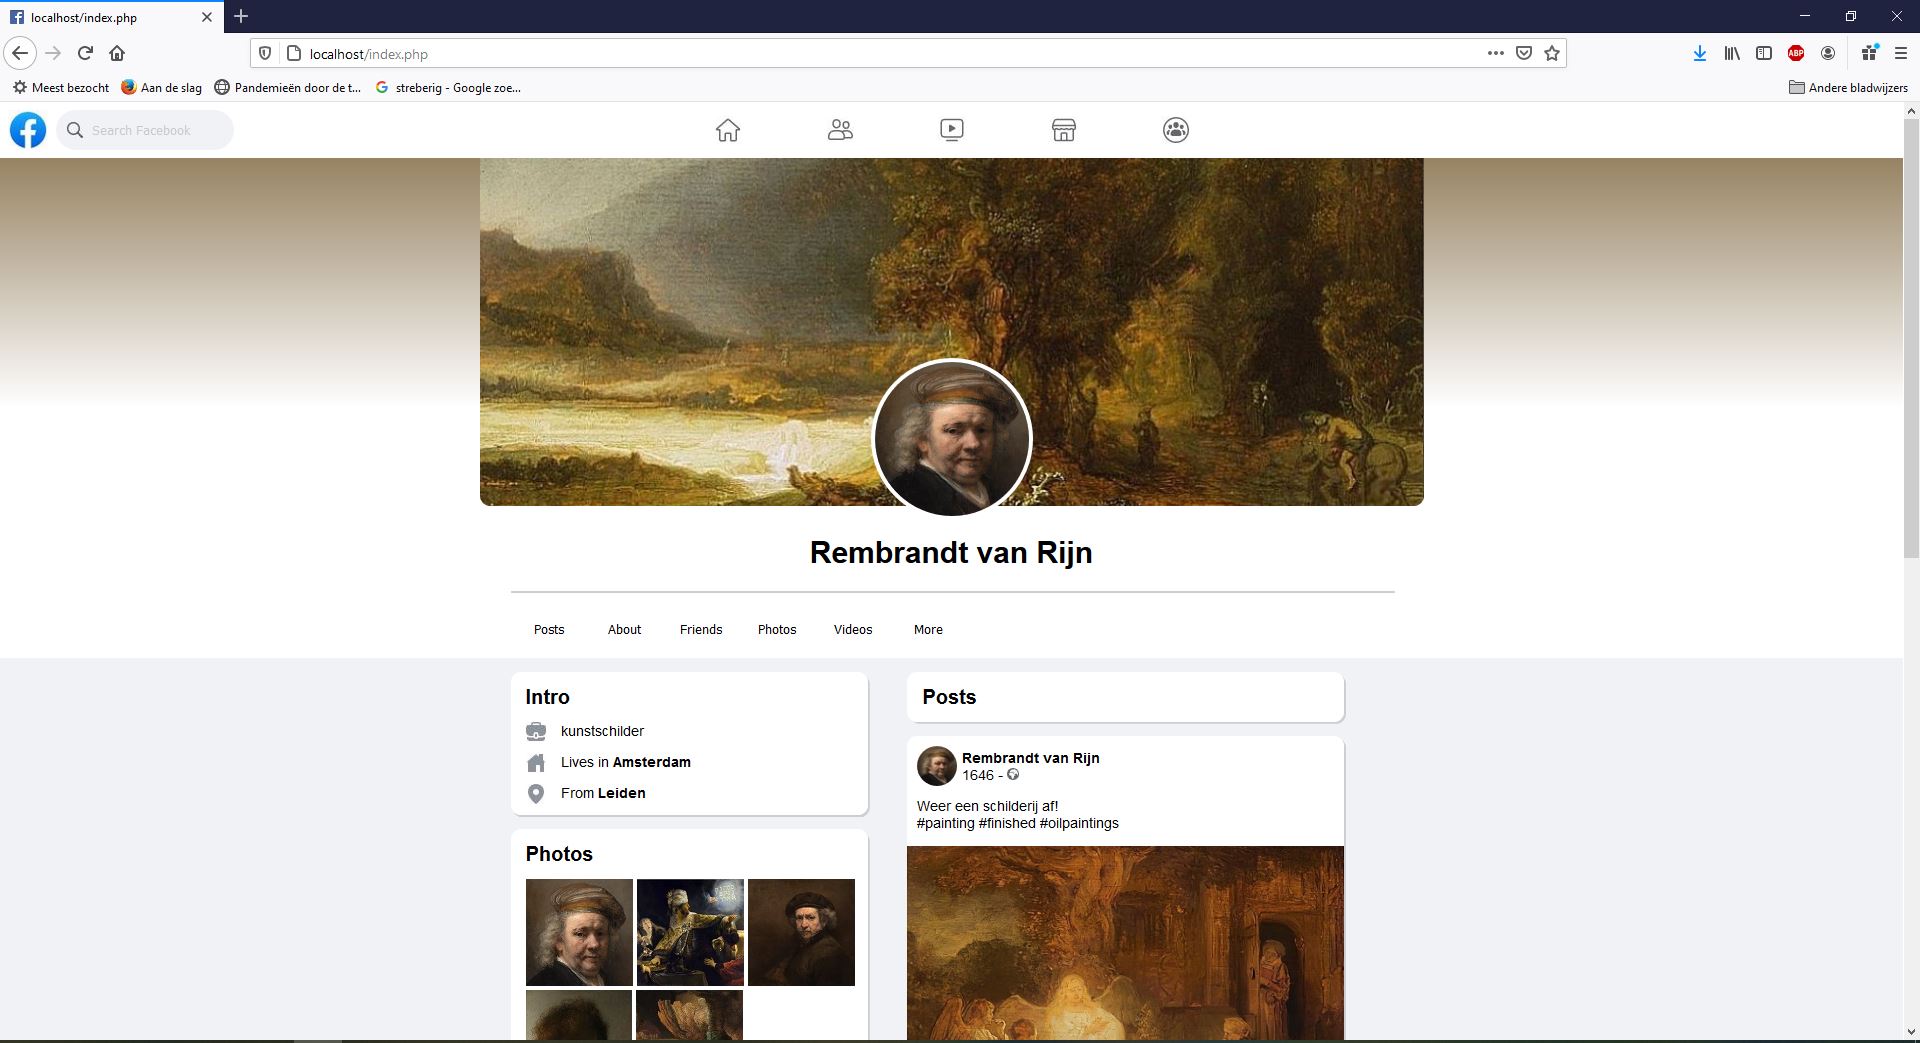 localhost/index.php
localhost/index.php
Meest bezocht
Aan de slag
Pandemieën door de t...
streberig - Google zoe...
Andere bladwijzers
ABP
Search Facebook
Rembrandt van Rijn
Posts About Friends Photos Videos More
Intro
kunstschilder
Lives in Amsterdam
From Leiden
Photos
Posts
Rembrandt van Rijn
1646 -
Weer een schilderij af!
#painting #finished #oilpaintings